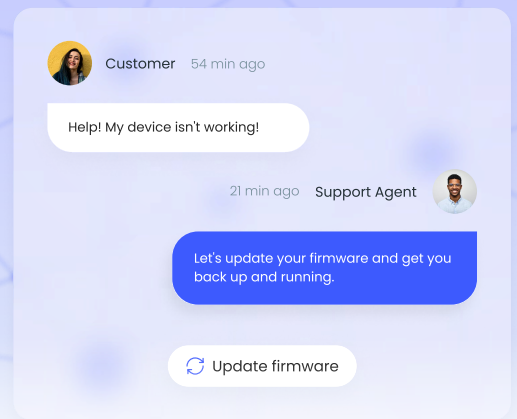 Customer 54 min ago
Help! My device isn't working!
21 min ago Support Agent
Let's update your firmware and get you
back up and running.
Update firmware